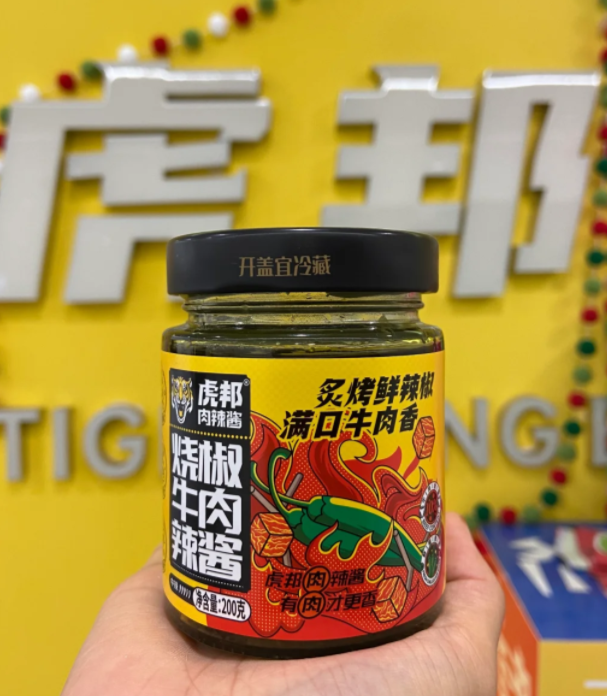 虎邦
TIG NG
开盖宜冷藏
虎邦®
肉辣酱
炙烤鲜辣椒
满口牛肉香
烧椒
牛肉
辣酱
虎邦肉辣酱
有肉才更香
净含量:200克